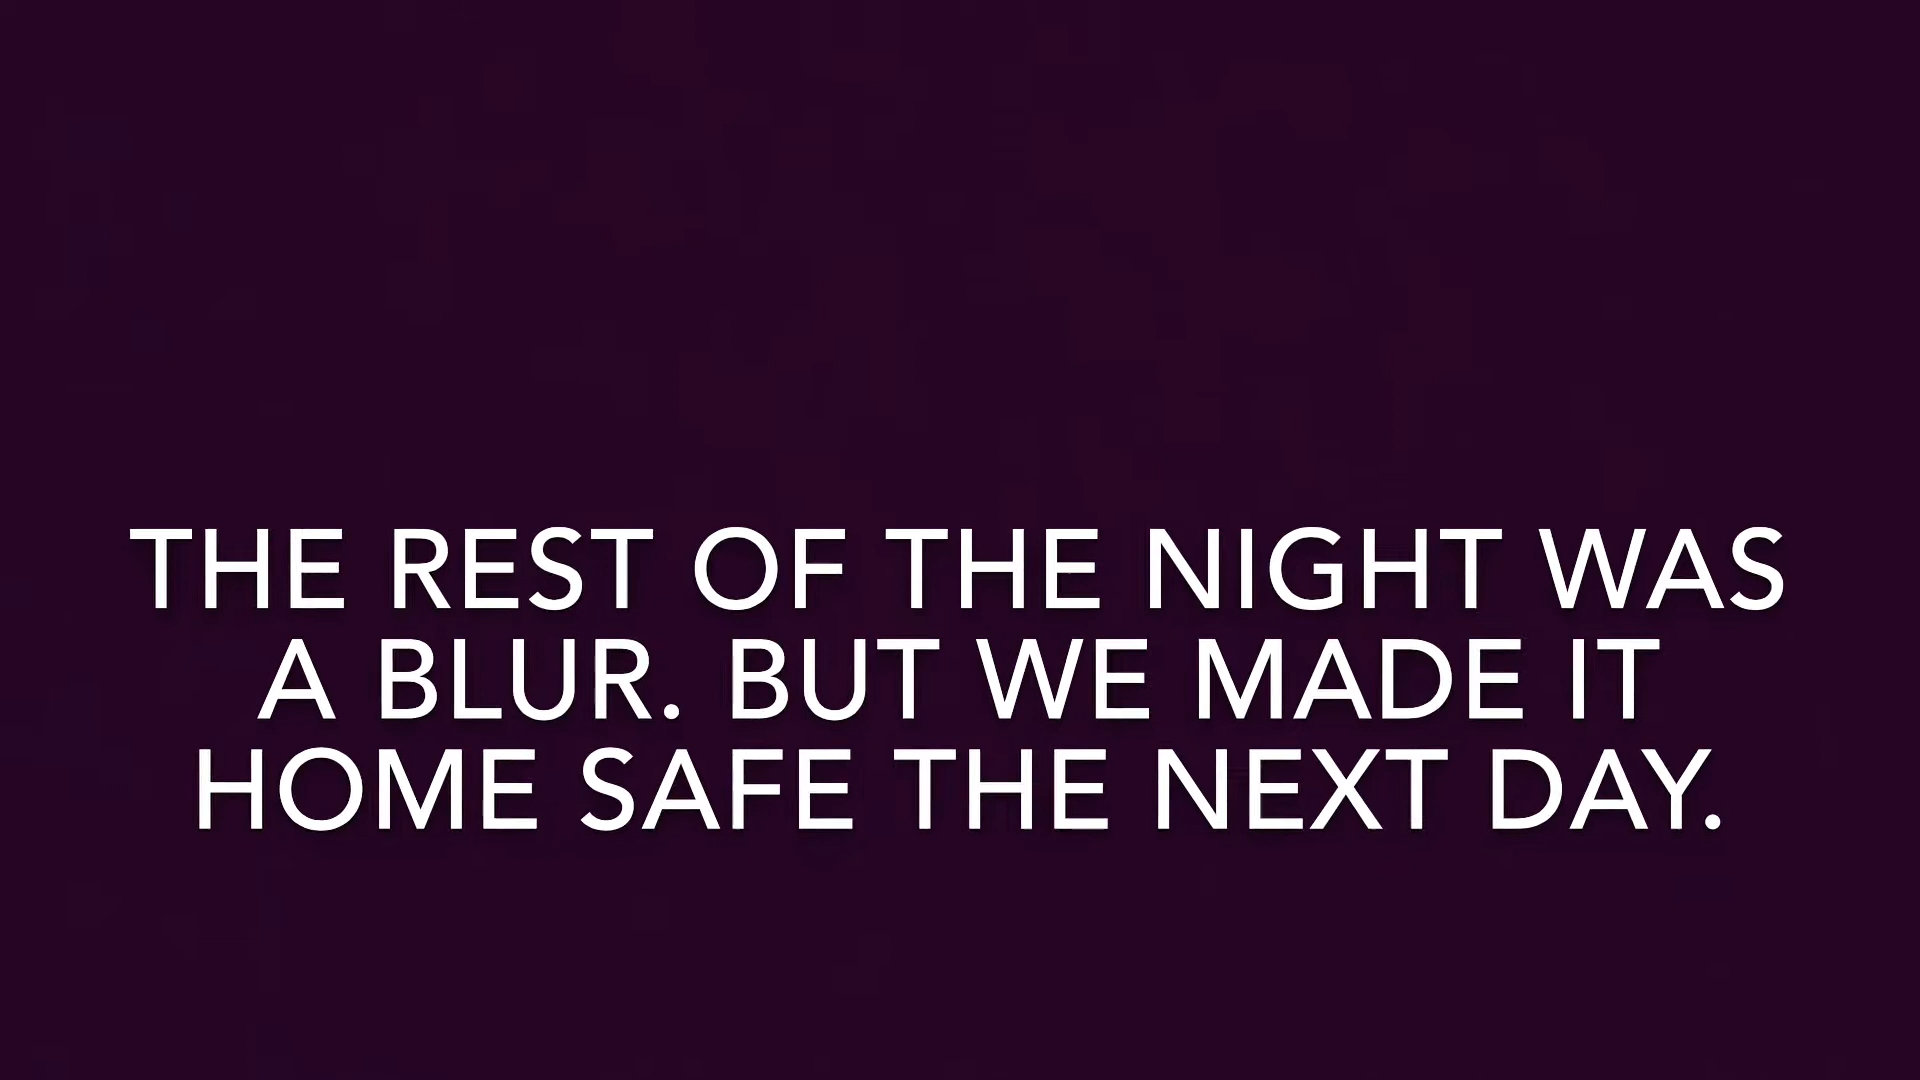 THE REST OF THE NIGHT WAS
A BLUR. BUT WE MADE IT
HOME SAFE THE NEXT DAY.